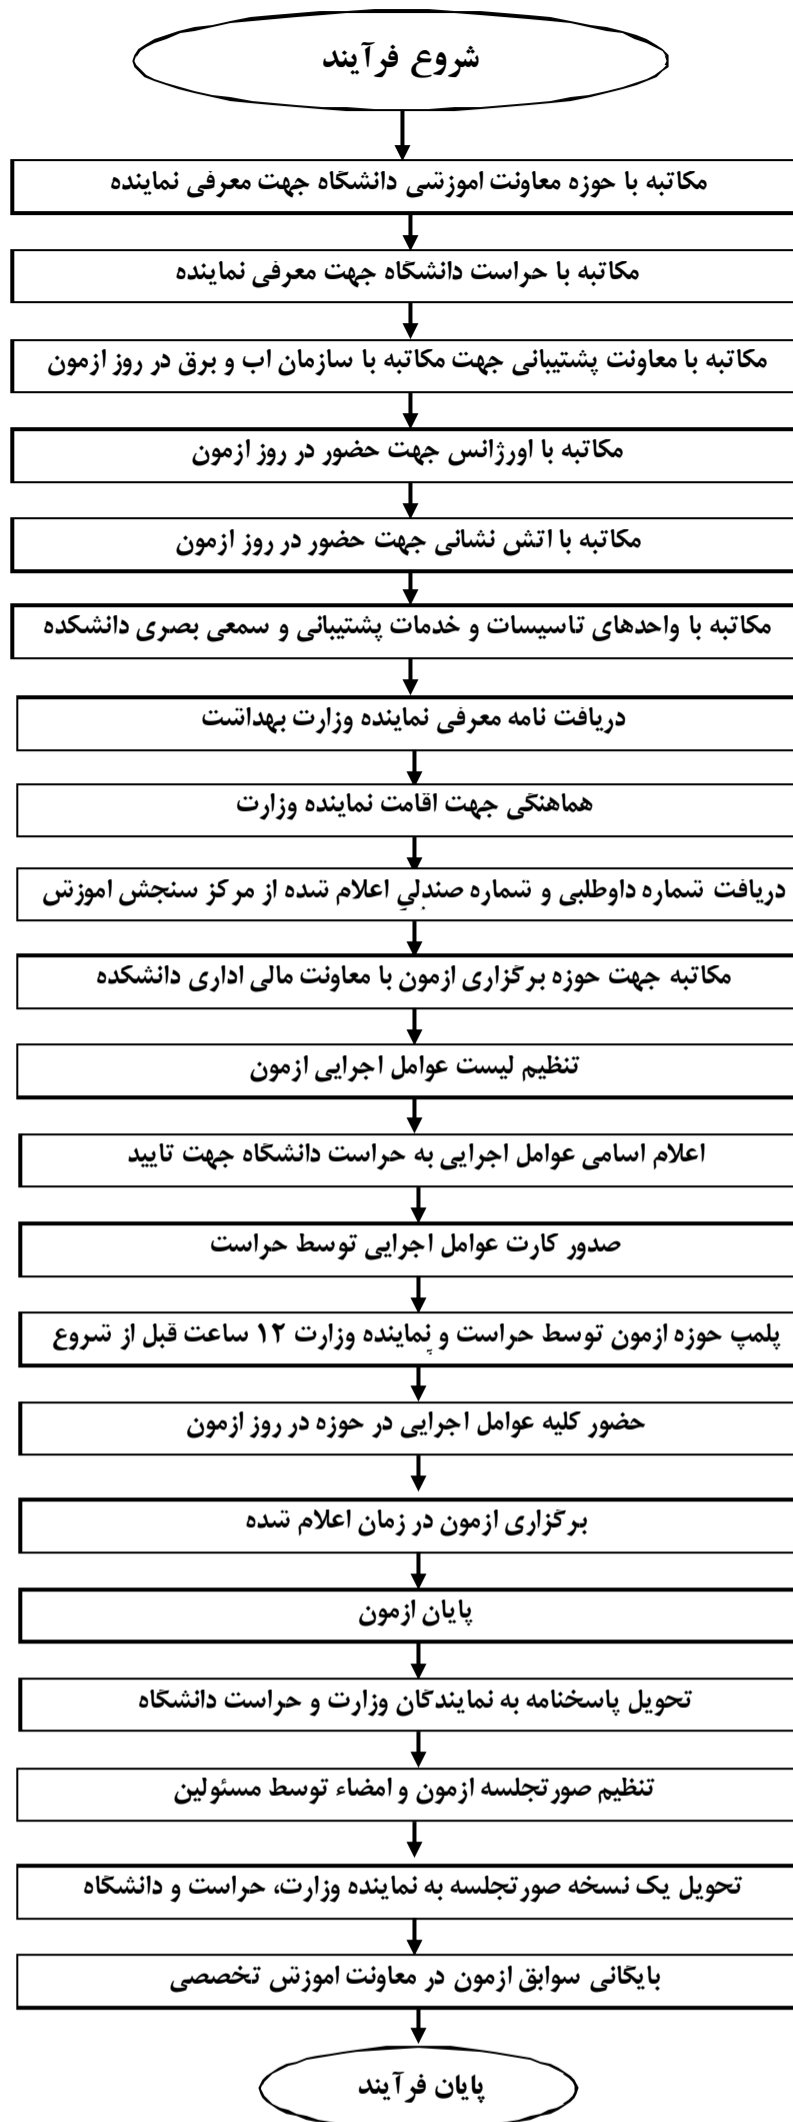 شروع فرآیند
مکاتبه با حوزه معاونت اموزشی دانشگاه جهت معرفی نماینده
مکاتبه با حراست دانشگاه جهت معرفی نماینده
مکاتبه با معاونت پشتیبانی جهت مکاتبه با سازمان اب و برق در روز ازمون
مکاتبه با اورژانس جهت حضور در روز ازمون
مکاتبه با اتش نشانی جهت حضور در روز ازمون
مکاتبه با واحدهای تاسیسات و خدمات پشتیبانی و سمعی بصری دانشکده
دریافت نامه معرفی نماینده وزارت بهداشت
هماهنگی جهت اقامت نماینده وزارت
دریافت شماره داوطلبی و شماره صندلی اعلام شده از مرکز سنجش اموزش
مکاتبه جهت حوزه برگزاری ازمون با معاونت مالی اداری دانشکده
تنظیم لیست عوامل اجرایی ازمون
اعلام اسامی عوامل اجرایی به حراست دانشگاه جهت تایید
صدور کارت عوامل اجرایی توسط حراست
پلمپ حوزه ازمون توسط حراست و نماینده وزارت ۱۲ ساعت قبل از شروع
حضور کلیه عوامل اجرایی در حوزه در روز ازمون
برگزاری ازمون در زمان اعلام شده
پایان ازمون
تحویل پاسخنامه به نمایندگان وزارت و حراست دانشگاه
تنظیم صورتجلسه ازمون و امضاء توسط مسئولین
تحویل یک نسخه صورتجلسه به نماینده وزارت، حراست و دانشگاه
بایگانی سوابق ازمون در معاونت اموزش تخصصی
پایان فرآیند